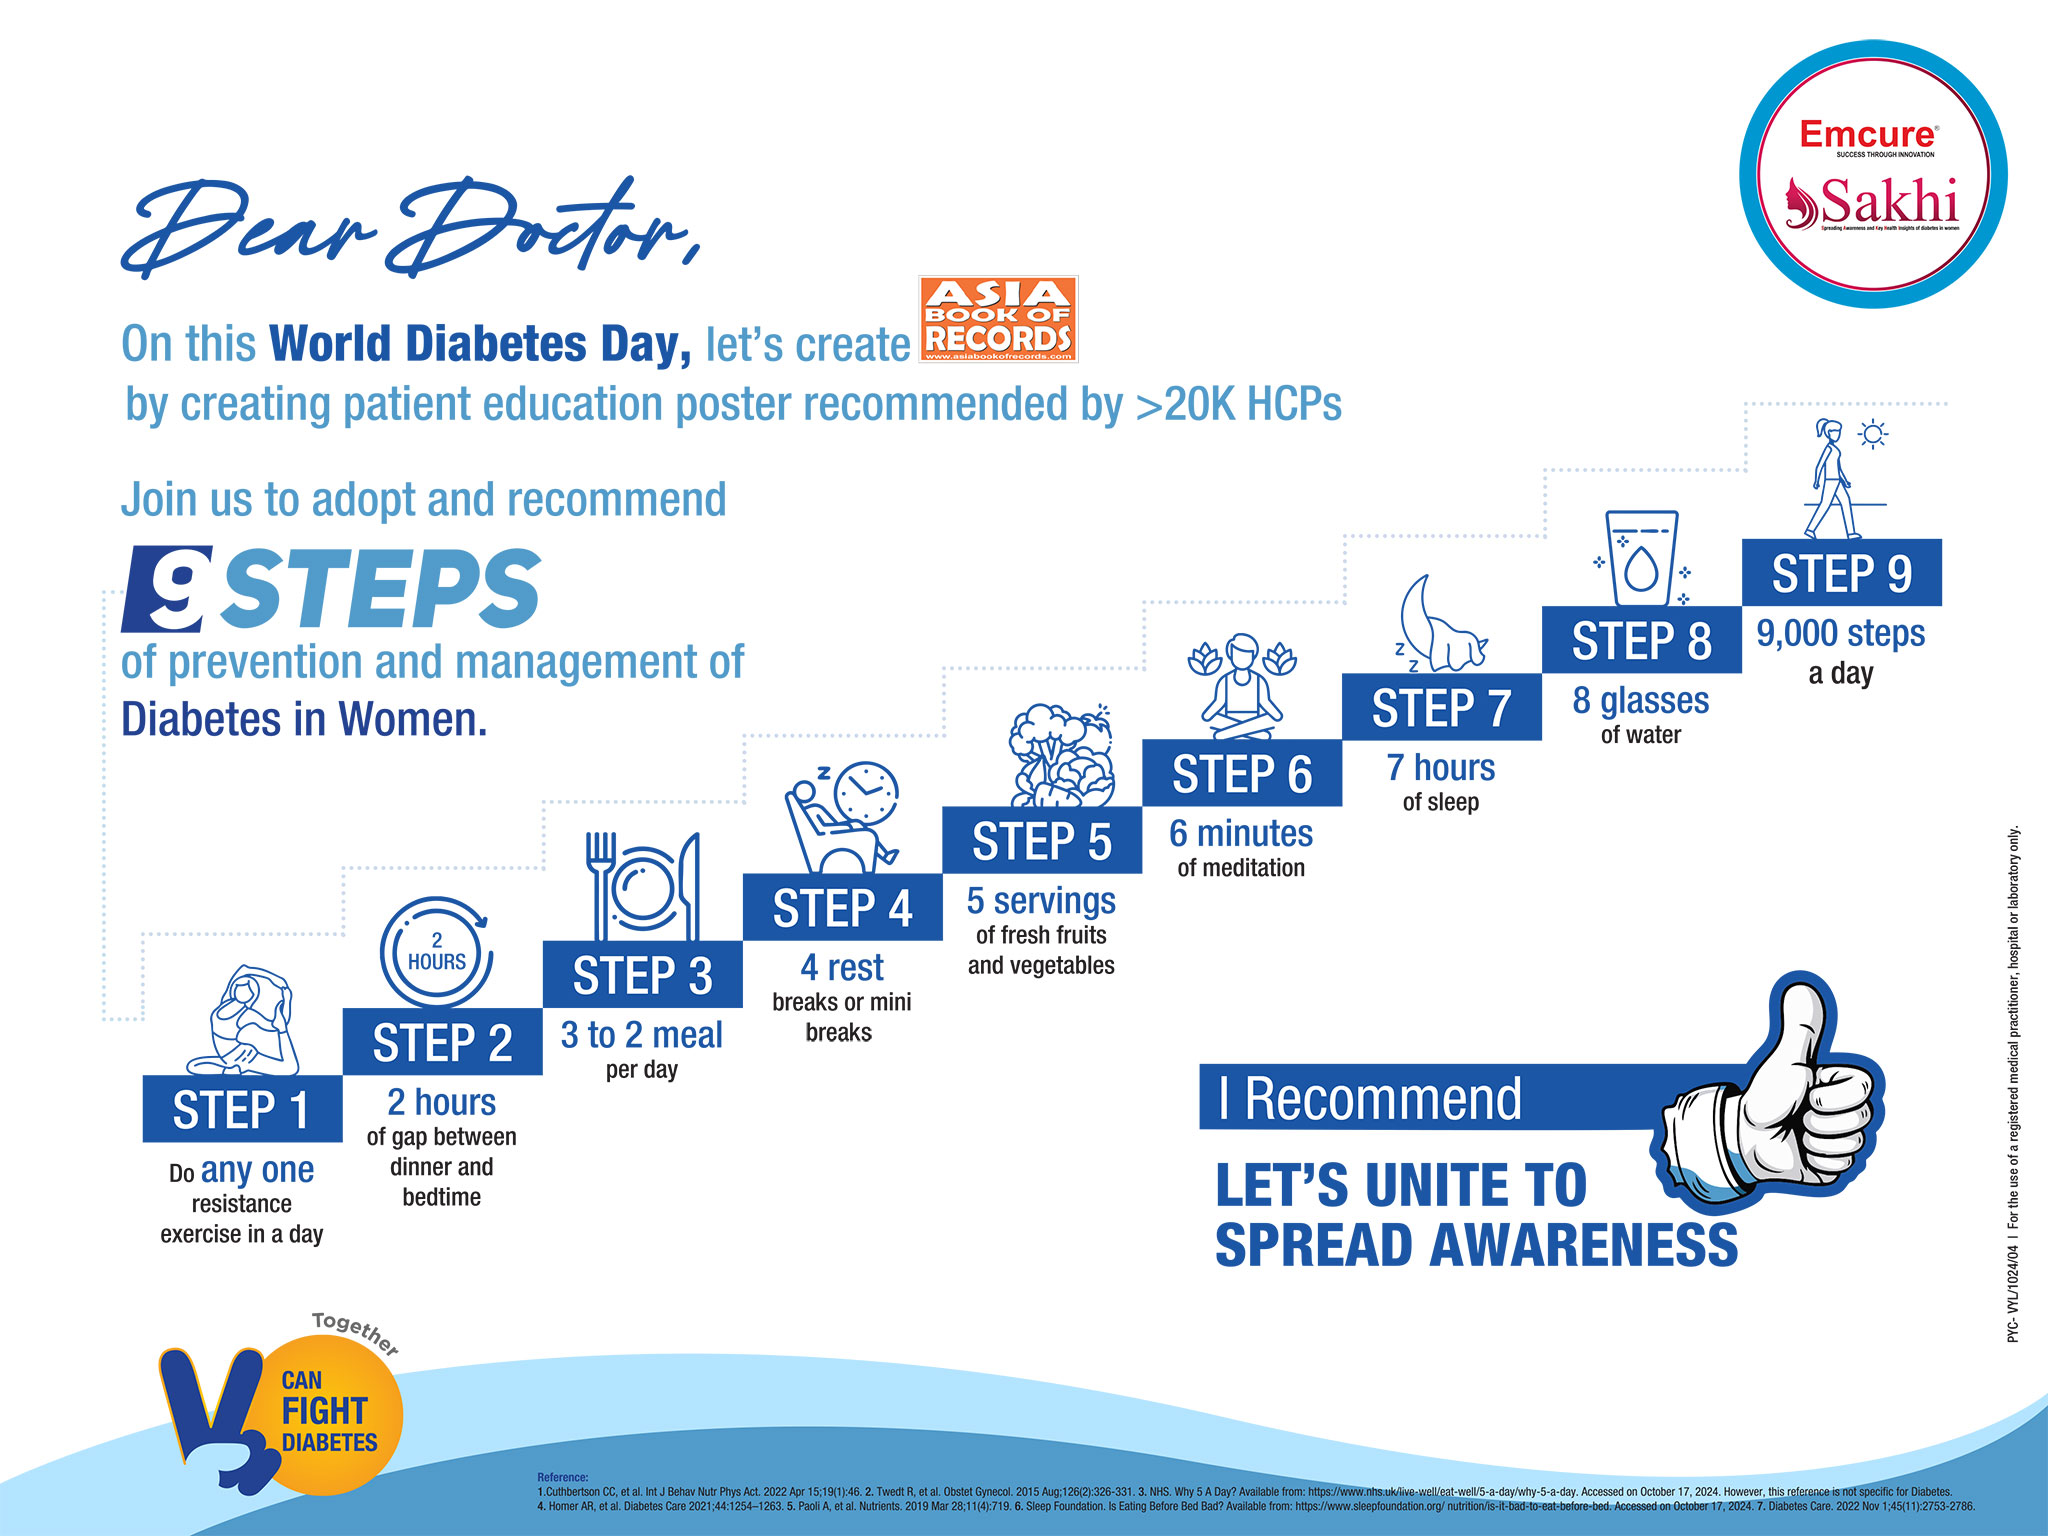 Emcure®
SUCCESS THROUGH INNOVATION
Sakhi
Spreading Awareness and Key Health Insights of diabetes in women
Dear Doctor,
On this World Diabetes Day, let's create
ASIA
BOOK OF
RECORDS
www.asiabookofrecords.com
by creating patient education poster recommended by >20K HCPs
Join us to adopt and recommend
9 STEPS
of prevention and management of
Diabetes in Women.
STEP 1
Do any one
resistance
exercise in a day
2
HOURS
STEP 2
2 hours
of gap between
dinner and
bedtime
STEP 3
3 to 2 meal
per day
z
STEP 4
4 rest
breaks or mini
breaks
STEP 5
5 servings
of fresh fruits
and vegetables
STEP 6
6 minutes
of meditation
z
z
STEP 7
7 hours
of sleep
STEP 8
8 glasses
of water
STEP 9
9,000 steps
a day
I Recommend
LET'S UNITE TO
SPREAD AWARENESS
PYC- VYL/1024/04 | For the use of a registered medical practitioner, hospital or laboratory only.
Together
CAN
FIGHT
DIABETES
Reference:
1.Cuthbertson CC, et al. Int J Behav Nutr Phys Act. 2022 Apr 15;19(1):46. 2. Twedt R, et al. Obstet Gynecol. 2015 Aug;126(2):326-331. 3. NHS. Why 5 A Day? Available from: https://www.nhs.uk/live-well/eat-well/5-a-day/why-5-a-day. Accessed on October 17, 2024. However, this reference is not specific for Diabetes.
4. Homer AR, et al. Diabetes Care 2021;44:1254–1263. 5. Paoli A, et al. Nutrients. 2019 Mar 28;11(4):719. 6. Sleep Foundation. Is Eating Before Bed Bad? Available from: https://www.sleepfoundation.org/ nutrition/is-it-bad-to-eat-before-bed. Accessed on October 17, 2024. 7. Diabetes Care. 2022 Nov 1;45(11):2753-2786.